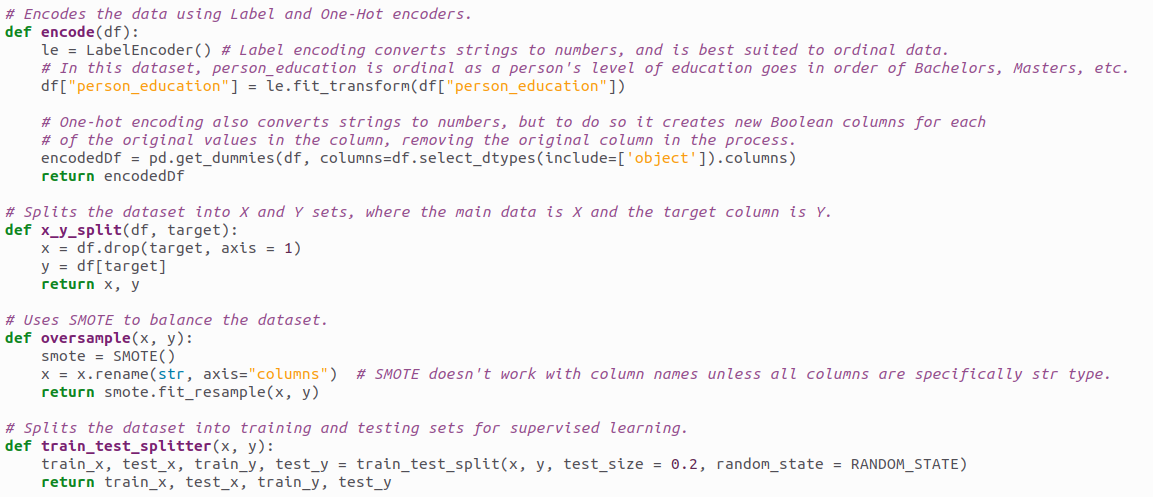 # Encodes the data using Label and One-Hot encoders.
def encode(df):
    le = LabelEncoder() # Label encoding converts strings to numbers, and is best suited to ordinal data.
    # In this dataset, person_education is ordinal as a person's level of education goes in order of Bachelors, Masters, etc.
    df["person_education"] = le.fit_transform(df["person_education"])

    # One-hot encoding also converts strings to numbers, but to do so it creates new Boolean columns for each
    # of the original values in the column, removing the original column in the process.
    encodedDf = pd.get_dummies(df, columns=df.select_dtypes(include=['object']).columns)
    return encodedDf

# Splits the dataset into X and Y sets, where the main data is X and the target column is Y.
def x_y_split(df, target):
    x = df.drop(target, axis = 1)
    y = df[target]
    return x, y

# Uses SMOTE to balance the dataset.
def oversample(x, y):
    smote = SMOTE()
    x = x.rename(str, axis="columns")  # SMOTE doesn't work with column names unless all columns are specifically str type.
    return smote.fit_resample(x, y)

# Splits the dataset into training and testing sets for supervised learning.
def train_test_splitter(x, y):
    train_x, test_x, train_y, test_y = train_test_split(x, y, test_size = 0.2, random_state = RANDOM_STATE)
    return train_x, test_x, train_y, test_y